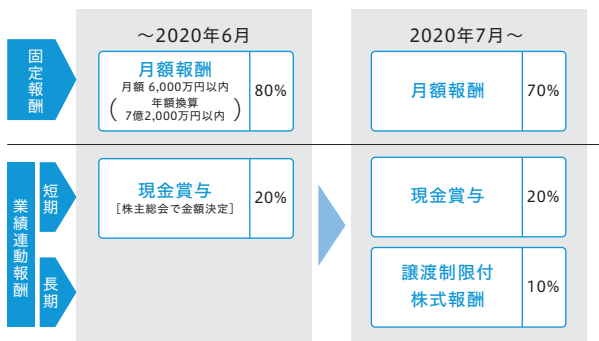 ～2020年6月
2020年7月～
固定報酬
月額報酬
月額 6,000万円以内
（年額換算
7億2,000万円以内）
80%
月額報酬
70%
業績連動報酬
短期
現金賞与
［株主総会で金額決定］
20%
現金賞与
20%
長期
譲渡制限付
株式報酬
10%